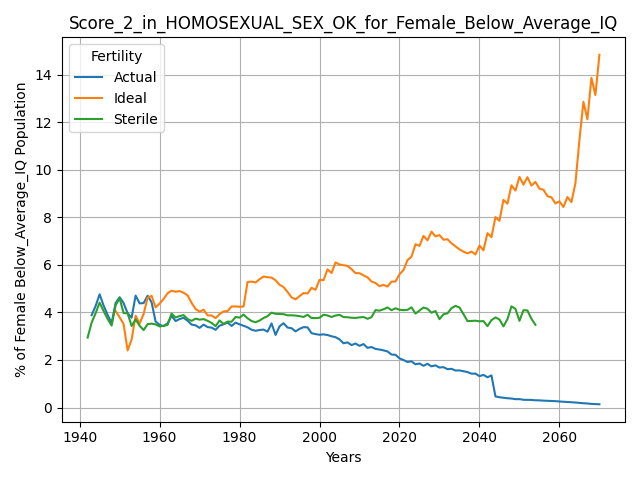 Score_2_in_HOMOSEXUAL_SEX_OK_for_Female_Below_Average_IQ
Fertility
Actual
Ideal
Sterile
% of Female Below_Average_IQ Population
14
12
10
8
6
4
2
0
1940 1960 1980 2000 2020 2040 2060
Years